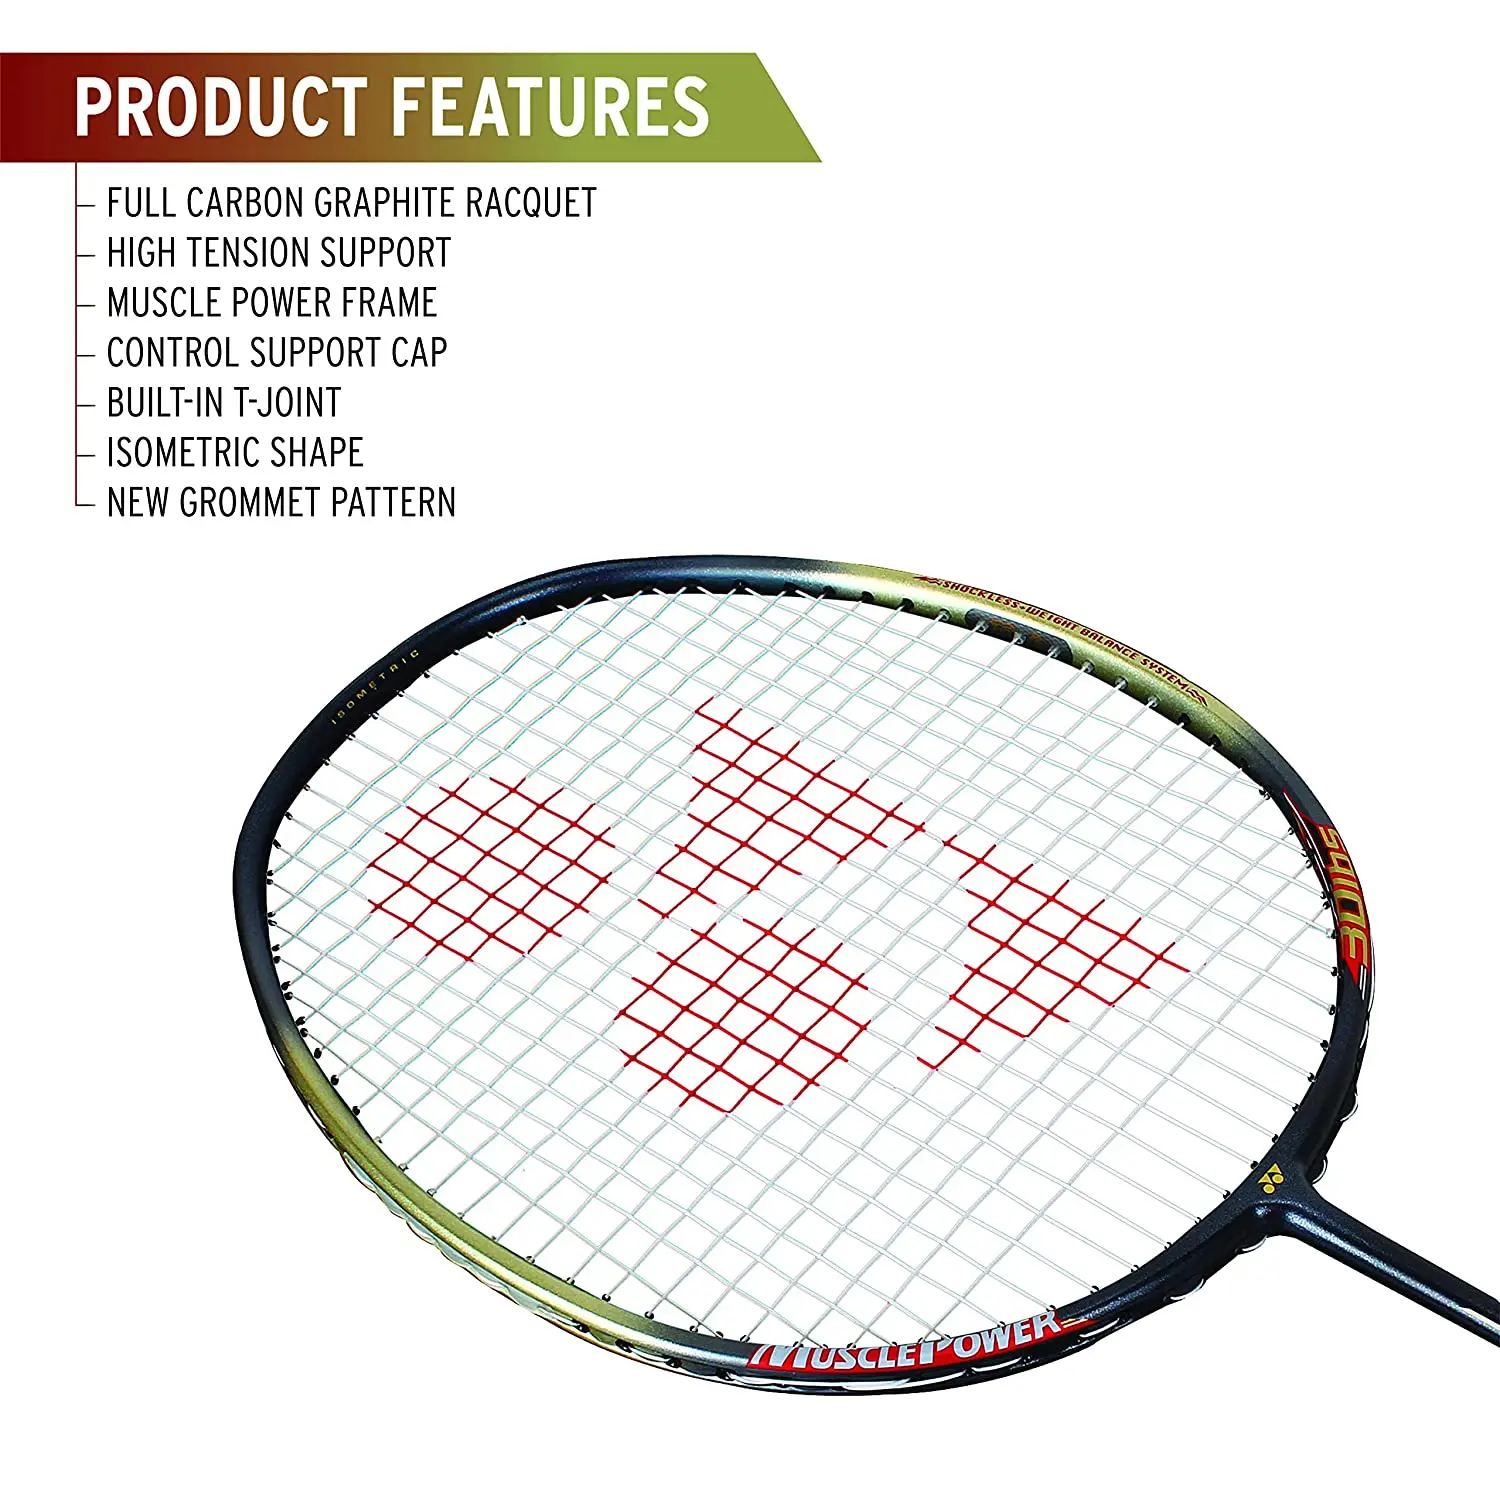 PRODUCT FEATURES
FULL CARBON GRAPHITE RACQUET
HIGH TENSION SUPPORT
MUSCLE POWER FRAME
CONTROL SUPPORT CAP
BUILT-IN T-JOINT
ISOMETRIC SHAPE
NEW GROMMET PATTERN
SHOCKLESS-WEIGHT BALANCE SYSTEM
ISOMETRIC
MUSCLEPOWER